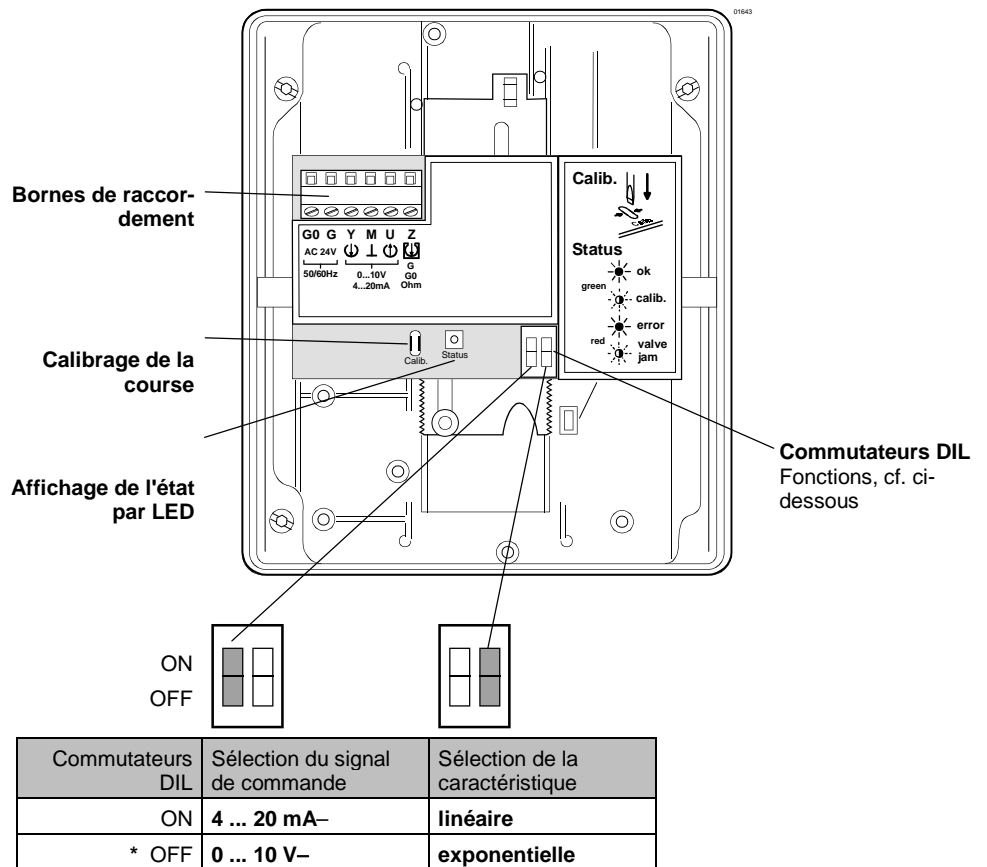 01643
Bornes de raccor-
dement
G0 G Y M U Z
AC 24V
50/60Hz
0...10V
4...20mA
G
G0
Ohm
Calib.
Calib.
Status
ok
green
calib.
error
red
valve
jam
Calibrage de la
course
Calib.
Status
Affichage de l'état
par LED
Commutateurs DIL
Fonctions, cf. ci-
dessous
ON
OFF
Commutateurs DIL | Sélection du signal de commande | Sélection de la caractéristique
ON | 4 ... 20 mA– | linéaire
* OFF | 0 ... 10 V– | exponentielle